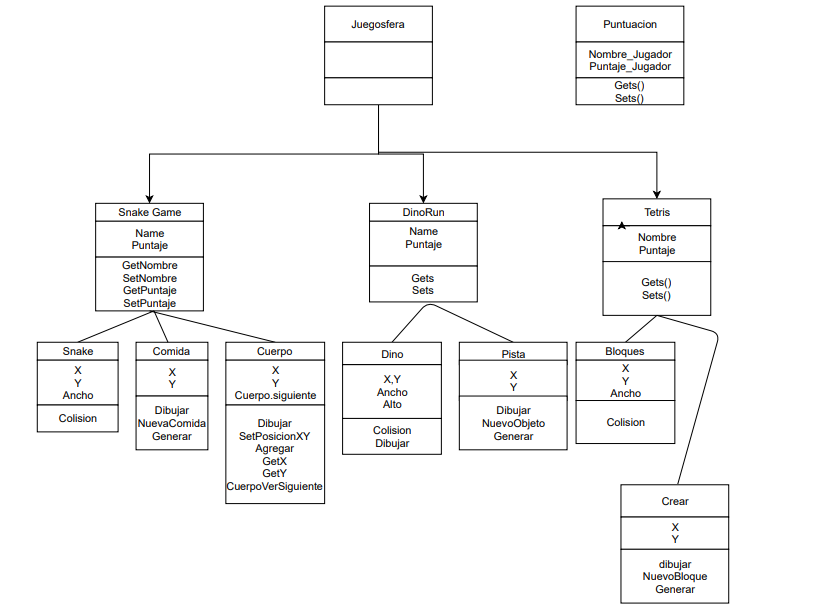 Juegosfera
Puntuacion
Nombre_Jugador
Puntaje_Jugador
Gets()
Sets()
Snake Game
Name
Puntaje
GetNombre
SetNombre
GetPuntaje
SetPuntaje
DinoRun
Name
Puntaje
Gets
Sets
Tetris
Nombre
Puntaje
Gets()
Sets()
Snake
X
Y
Ancho
Colision
Comida
X
Y
Dibujar
NuevaComida
Generar
Cuerpo
X
Y
Cuerpo.siguiente
Dibujar
SetPosicionXY
Agregar
GetX
GetY
CuerpoVerSiguiente
Dino
X,Y
Ancho
Alto
Colision
Dibujar
Pista
X
Y
Dibujar
NuevoObjeto
Generar
Bloques
X
Y
Ancho
Colision
Crear
X
Y
dibujar
NuevoBloque
Generar